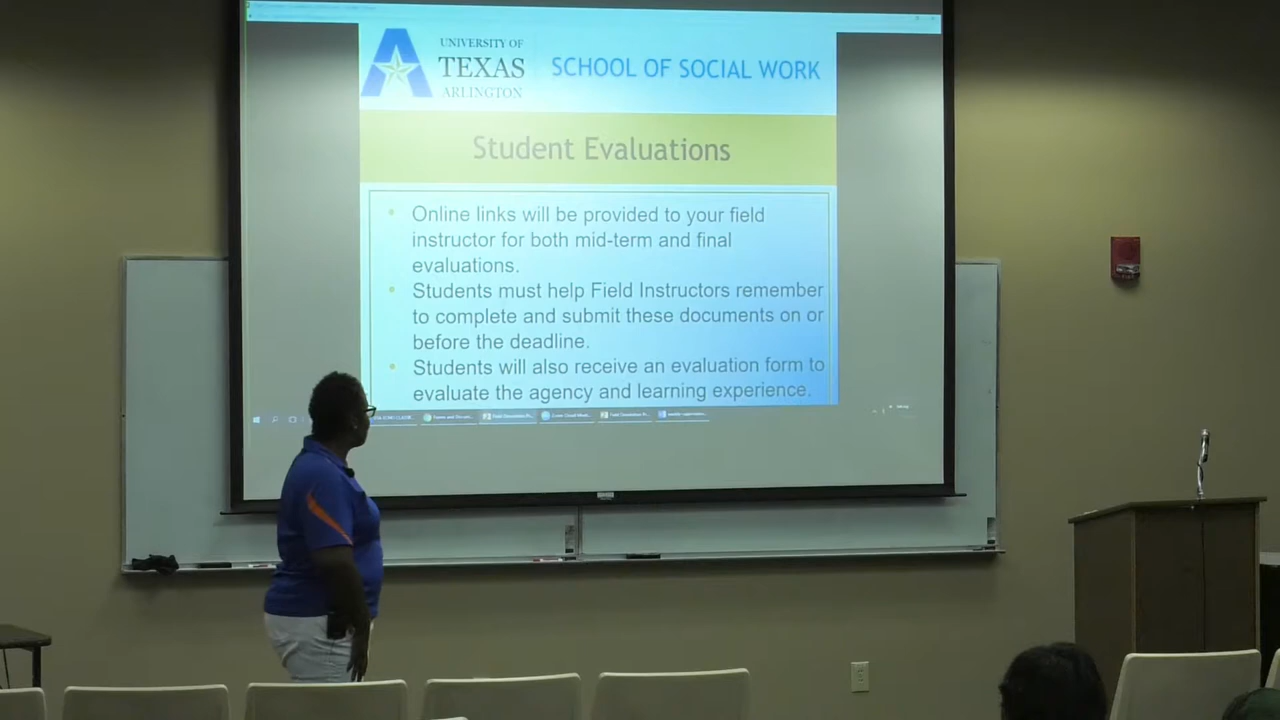 UNIVERSITY OF
TEXAS
ARLINGTON
SCHOOL OF SOCIAL WORK
Student Evaluations
Online links will be provided to your field
instructor for both mid-term and final
evaluations.
Students must help Field Instructors remember
to complete and submit these documents on or
before the deadline.
Students will also receive an evaluation form to
evaluate the agency and learning experience.